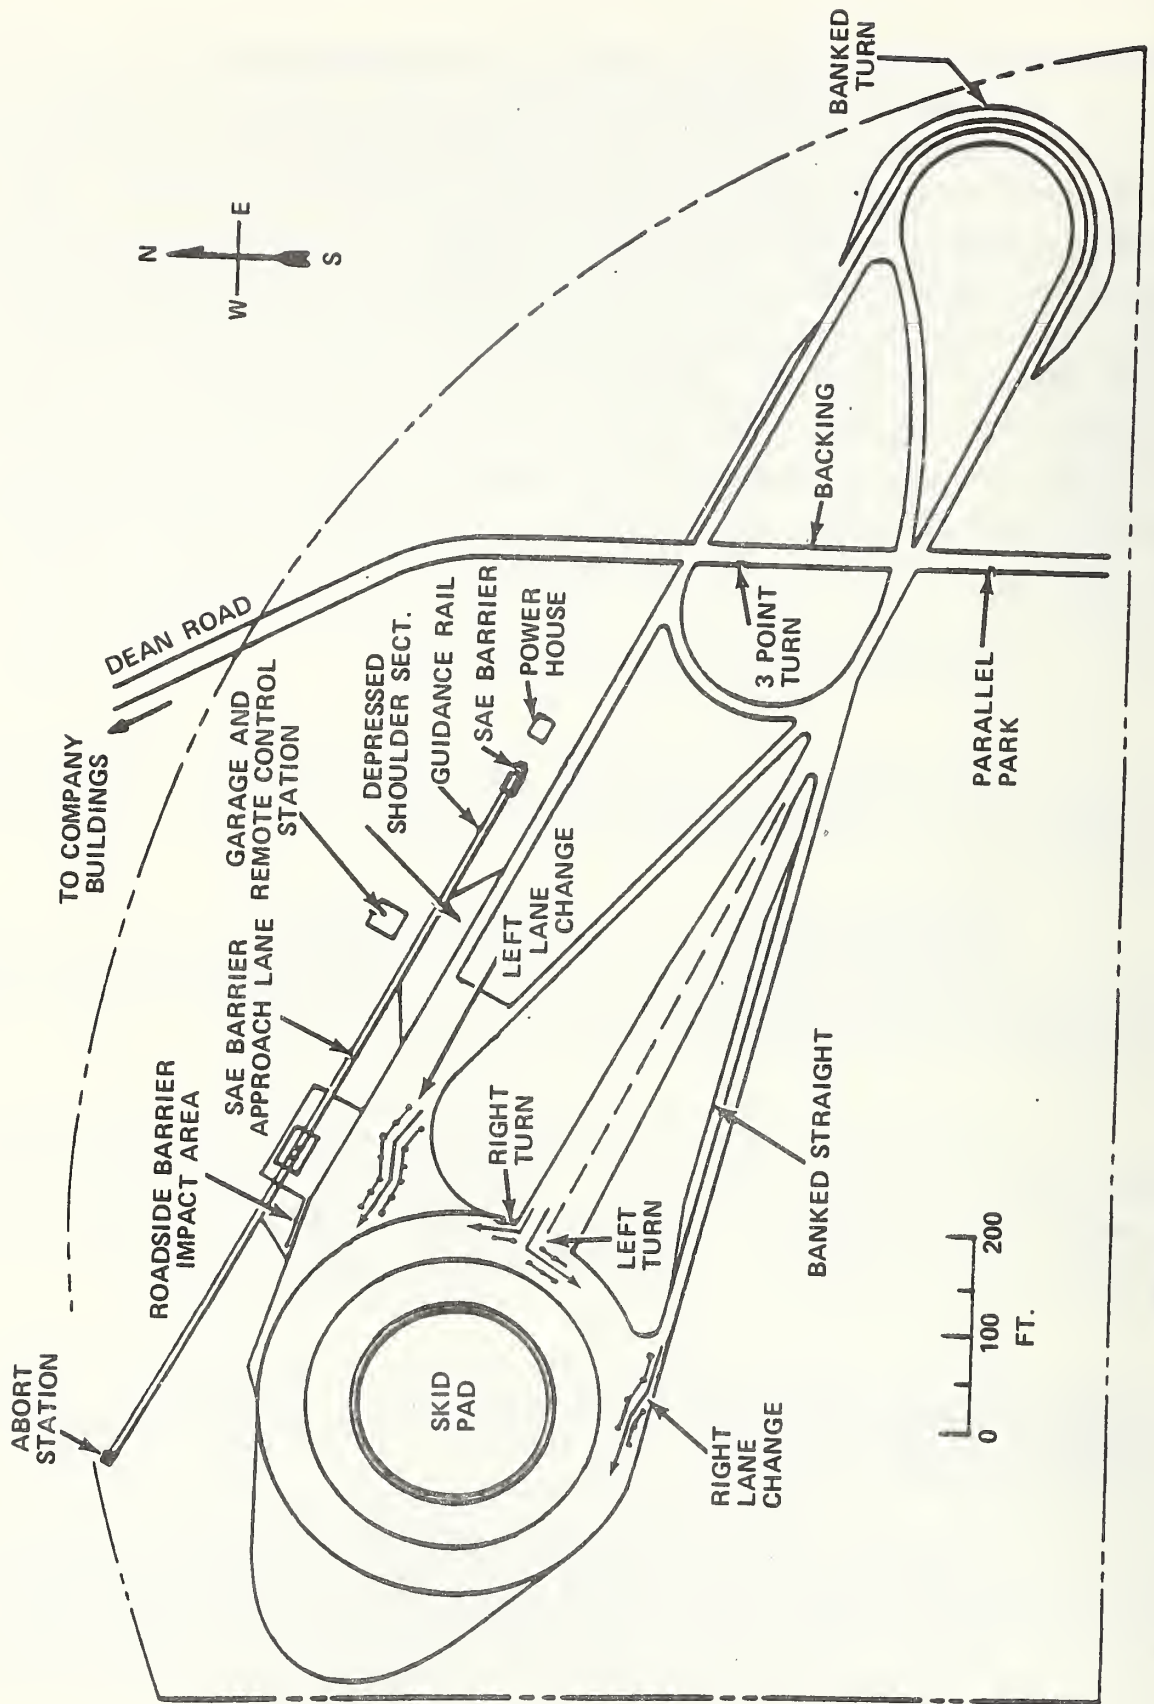 ABORT
STATION
ROADSIDE BARRIER
IMPACT AREA
SAE BARRIER
APPROACH LANE
GARAGE AND
REMOTE CONTROL
STATION
TO COMPANY
BUILDINGS
DEAN ROAD
DEPRESSED
SHOULDER SECT.
GUIDANCE RAIL
SAE BARRIER
POWER
HOUSE
N
W
E
S
BANKED
TURN
LEFT
LANE
CHANGE
RIGHT
TURN
LEFT
TURN
SKID
PAD
3 POINT
TURN
BACKING
PARALLEL
PARK
BANKED STRAIGHT
RIGHT
LANE
CHANGE
0
100
200
FT.